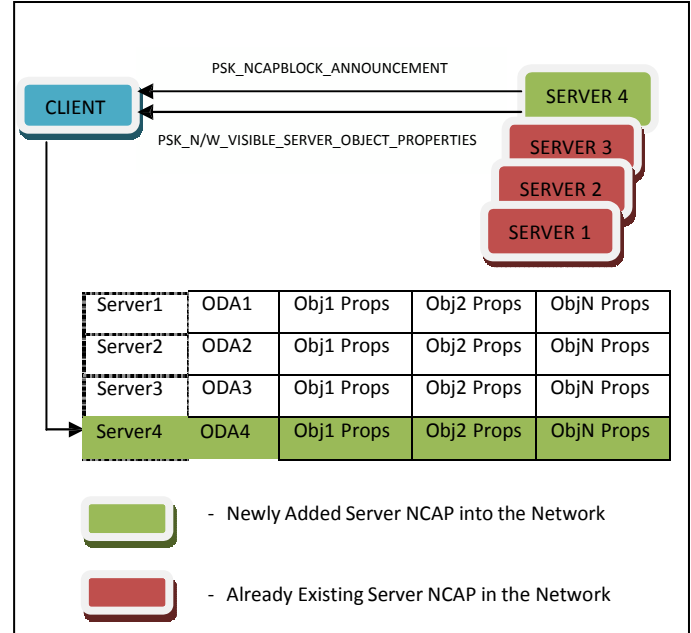 PSK_NCAPBLOCK_ANNOUNCEMENT
CLIENT
SERVER 4
PSK_N/W_VISIBLE_SERVER_OBJECT_PROPERTIES
SERVER 3
SERVER 2
SERVER 1
Server1 ODA1 Obj1 Props Obj2 Props ObjN Props
Server2 ODA2 Obj1 Props Obj2 Props ObjN Props
Server3 ODA3 Obj1 Props Obj2 Props ObjN Props
Server4 ODA4 Obj1 Props Obj2 Props ObjN Props
- Newly Added Server NCAP into the Network
- Already Existing Server NCAP in the Network